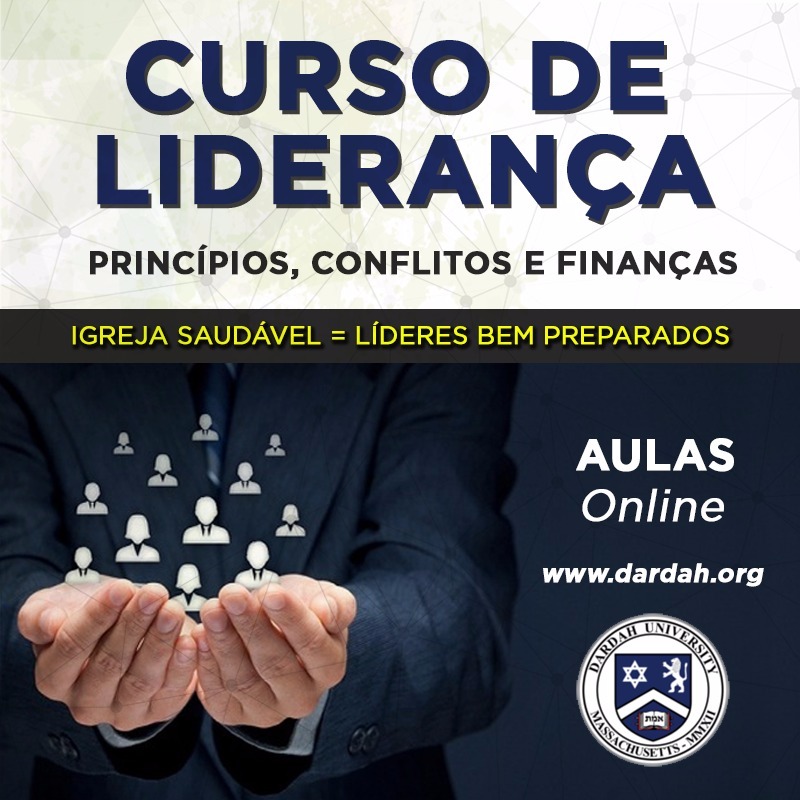 CURSO DE
LIDERANÇA
PRINCÍPIOS, CONFLITOS E FINANÇAS
IGREJA SAUDÁVEL = LÍDERES BEM PREPARADOS
AULAS
Online
www.dardah.org
DARDAH UNIVERSITY
אמת
MASSACHUSETTS - MMXII